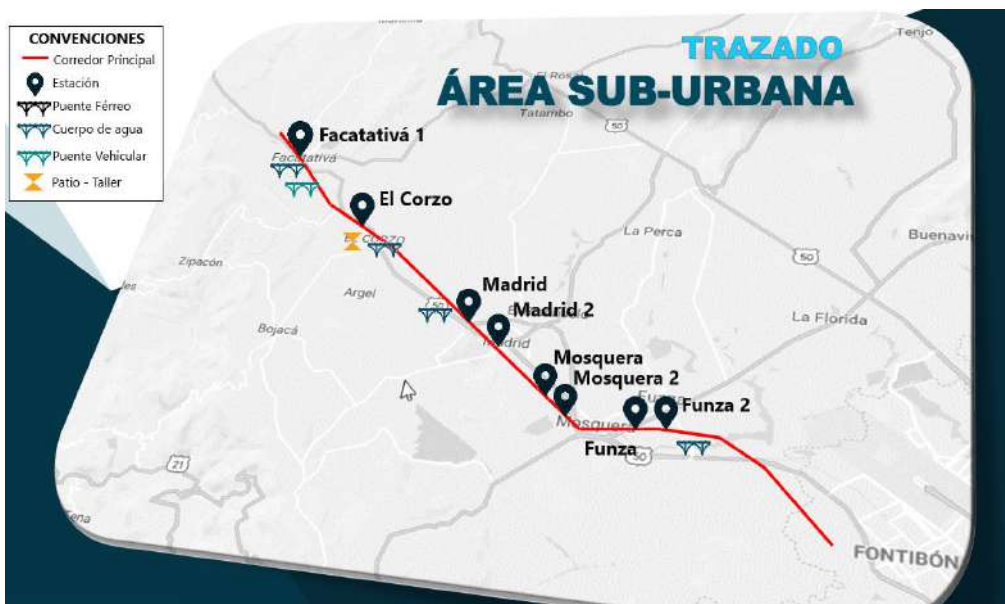 CONVENCIONES
Corredor Principal
Estación
Puente Férreo
Cuerpo de agua
Puente Vehicular
Patio - Taller
TRAZADO
ÁREA SUB-URBANA
Tenjo
El Rosal
Tatambo
50
Facatativá 1
Facatativá
El Corzo
El Corzo
La Perca
Buenavis
50
Zipacón
Argel
50
Madrid
Madrid 2
Madrid
La Florida
Bojacá
Mosquera
Mosquera 2
Mosquera
Funza 2
Funza
50
21
Tena
FONTIBÓN